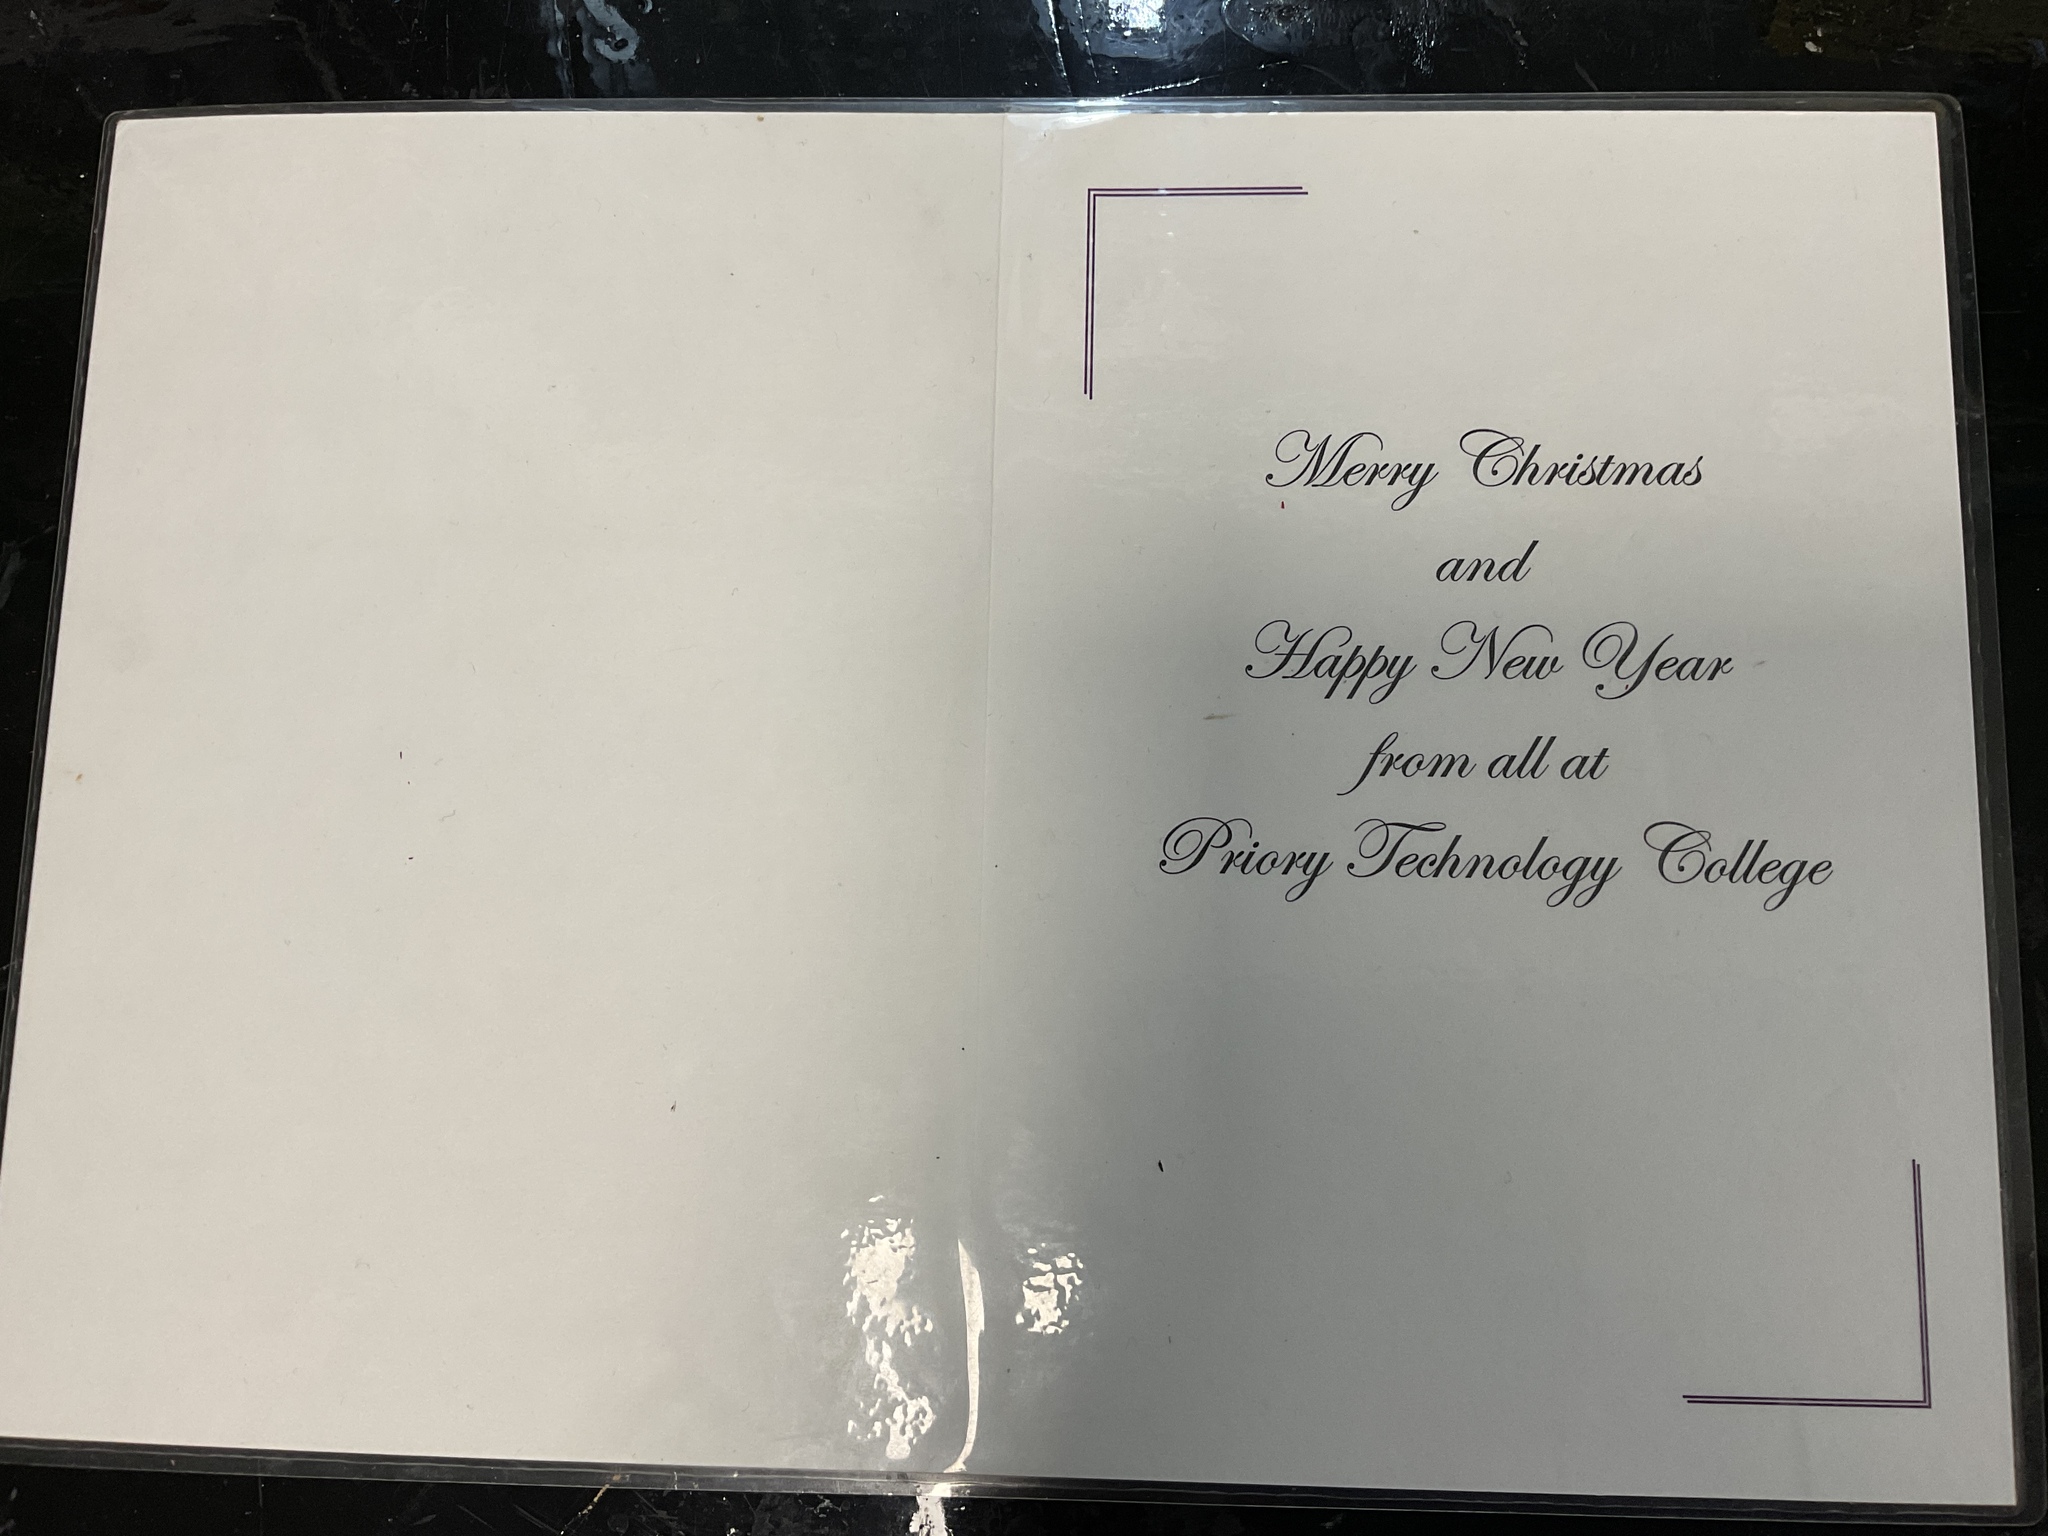 Merry Christmas
and
Happy New Year
from all at
Priory Technology College